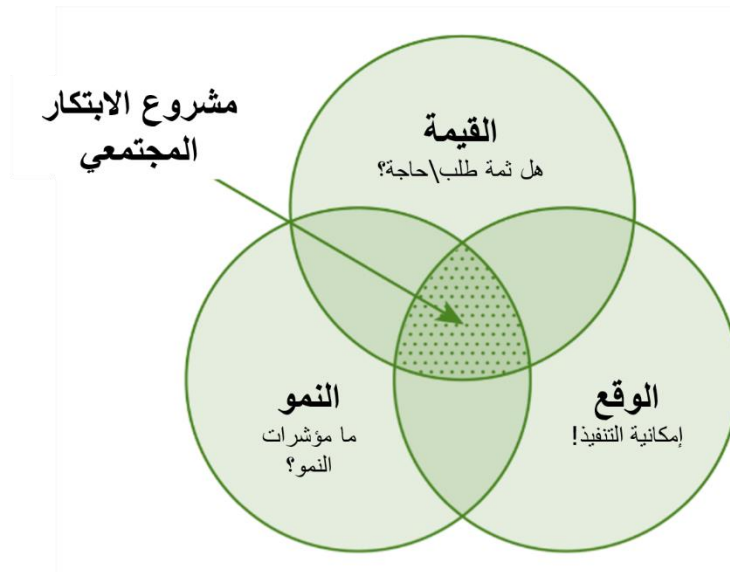 مشروع الابتكار
المجتمعي
القيمة
هل ثمة طلب\حاجة؟
الوقع
إمكانية التنفيذ!
النمو
ما مؤشرات
النمو؟